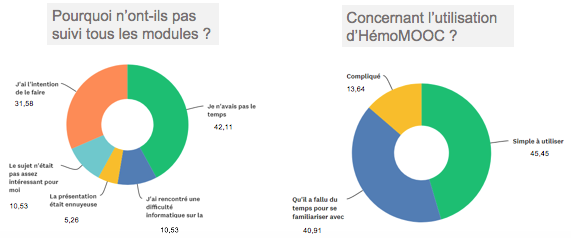 Pourquoi n'ont-ils pas
suivi tous les modules ?
J'ai l'intention
de le faire
31,58
Je n'avais pas le
temps
42,11
Le sujet n'était
pas assez
intéressant pour
moi
10,53
La présentation
était ennuyeuse
5,26
J'ai rencontré une
difficulté
informatique sur la
10,53
Concernant l'utilisation
d'HémoMOOC ?
Compliqué
13,64
Simple à utiliser
45,45
Qu'il a fallu du
temps pour se
familiariser avec
40,91